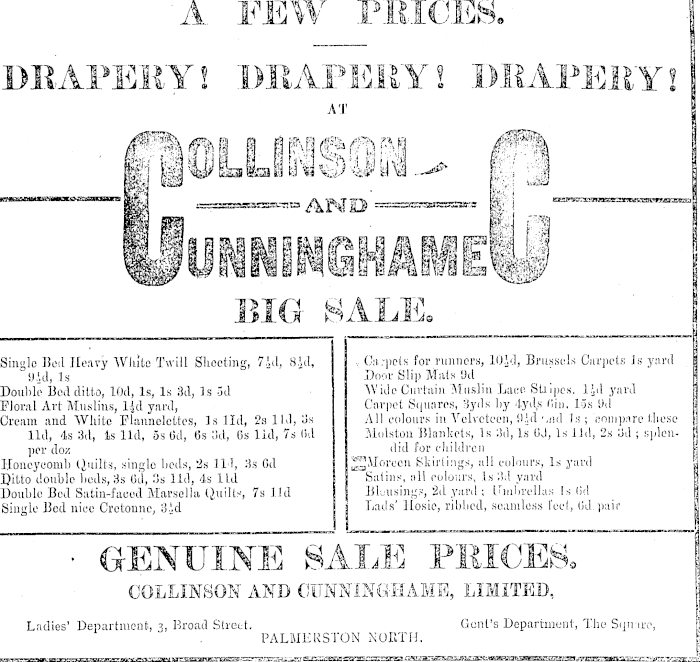 A FEW PRICES.
DRAPERY! DRAPERY! DRAPERY!
AT
COLLINSON
AND
CUNNINGHAME
BIG SALE.
Single Bed Heavy White Twill Sheeting, 7½d, 8½d,
9½d, 1s
Double Bed ditto, 10d, 1s, 1s 3d, 1s 5d
Floral Art Muslins, 1½d yard,
Cream and White Flannelettes, 1s 11d, 2s 11d, 3s
11d, 4s 3d, 4s 11d, 5s 6d, 6s 3d, 6s 11d, 7s 6d
per doz
Honeycomb Quilts, single beds, 2s 11d, 3s 6d
Ditto double beds, 3s 6d, 3s 11d, 4s 11d
Double Bed Satin-faced Marsella Quilts, 7s 11d
Single Bed nice Cretonne, 3½d
Carpets for runners, 10½d, Brussels Carpets 1s yard
Door Slip Mats 9d
Wide Curtain Muslin Lace Stripes, 1½d yard
Carpet Squares, 3yds by 4yds 6in, 15s 9d
All colours in Velveteen, 9½d and 1s; compare these
Molston Blankets, 1s 3d, 1s 6d, 1s 11d, 2s 3d; splen-
did for children
Moreen Skirtings, all colours, 1s yard
Satins, all colours, 1s 3d yard
Blousings, 2d yard; Umbrellas 1s 6d
Lads' Hosie, ribbed, seamless feet, 6d pair
GENUINE SALE PRICES.
COLLINSON AND CUNNINGHAME, LIMITED,
Ladies' Department, 3, Broad Street.
Gent's Department, The Square,
PALMERSTON NORTH.